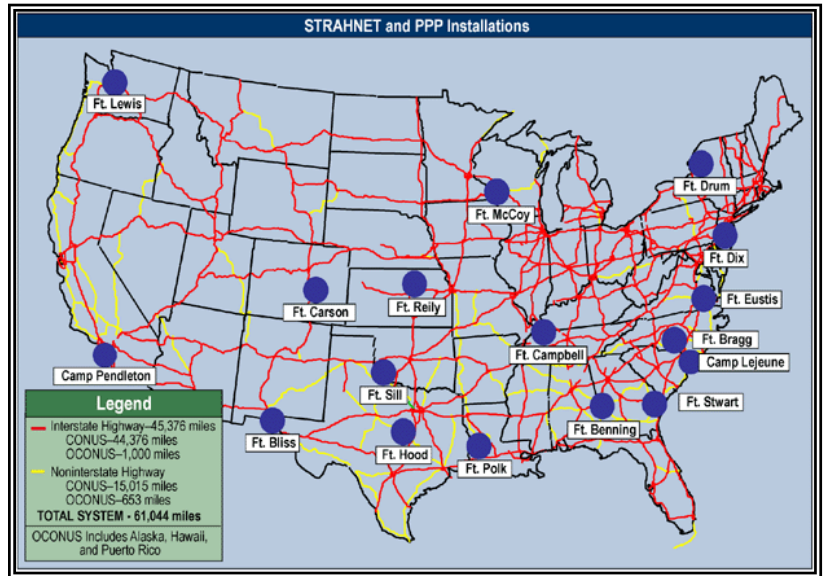 STRAHNET and PPP Installations
Ft. Lewis
Ft. McCoy
Ft. Drum
Ft. Dix
Ft. Eustis
Ft. Carson
Ft. Reily
Ft. Campbell
Ft. Bragg
Camp Lejeune
Camp Pendleton
Ft. Sill
Ft. Stwart
Ft. Benning
Ft. Bliss
Ft. Hood
Ft. Polk
Legend
Interstate Highway–45,376 miles
CONUS–44,376 miles
OCONUS–1,000 miles
Noninterstate Highway
CONUS–15,015 miles
OCONUS–653 miles
TOTAL SYSTEM - 61,044 miles
OCONUS Includes Alaska, Hawaii,
and Puerto Rico